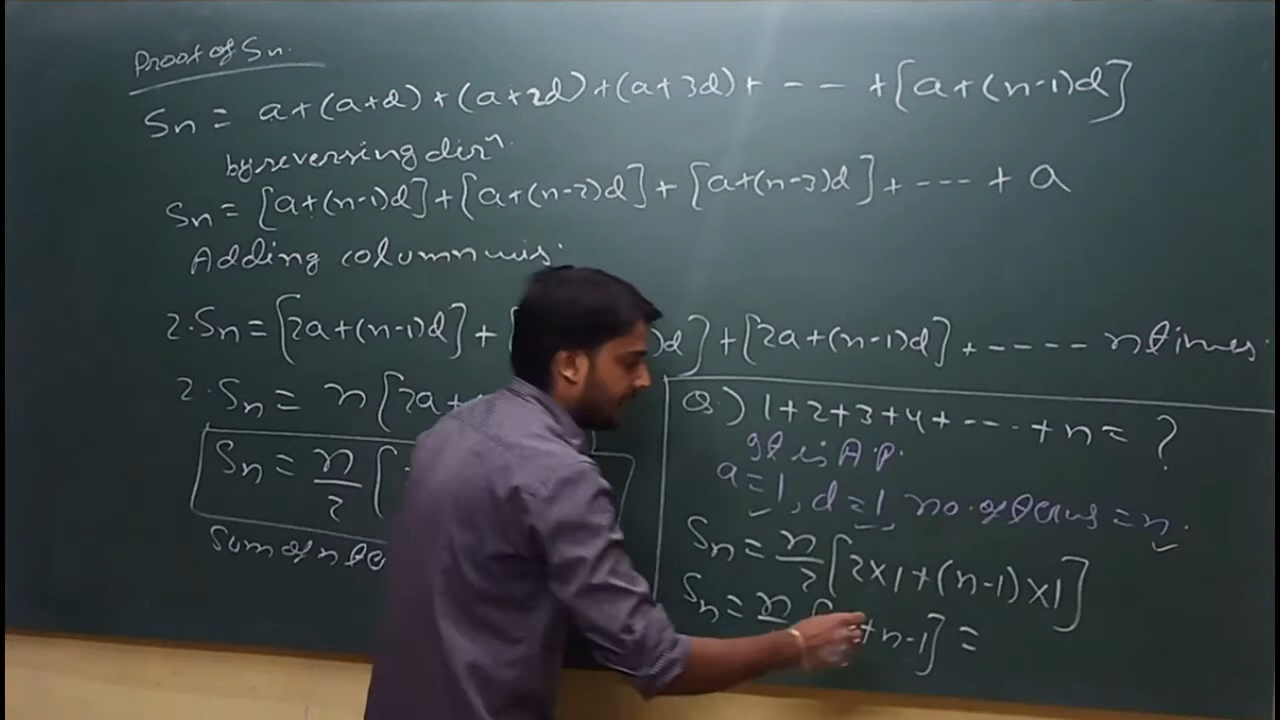 Proof of Sn.
Sn = a+(a+d)+(a+2d)+(a+3d)+ - - - +[a+(n-1)d]
by reversing dirⁿ.
Sn = [a+(n-1)d]+[a+(n-2)d]+[a+(n-3)d]+ - - - - + a
Adding column wis.
2.Sn = [2a+(n-1)d]+[ d]+[2a+(n-1)d]+ - - - - - n times.
2.Sn = n[2a+
Sn = n/2 [
Sum of n te
Q.) 1+2+3+4+ - - - - +n = ?
It is A.P.
a=1, d=1, no. of terms = n.
Sn = n/2 [2×1+(n-1)×1]
Sn = n [ +n-1] =